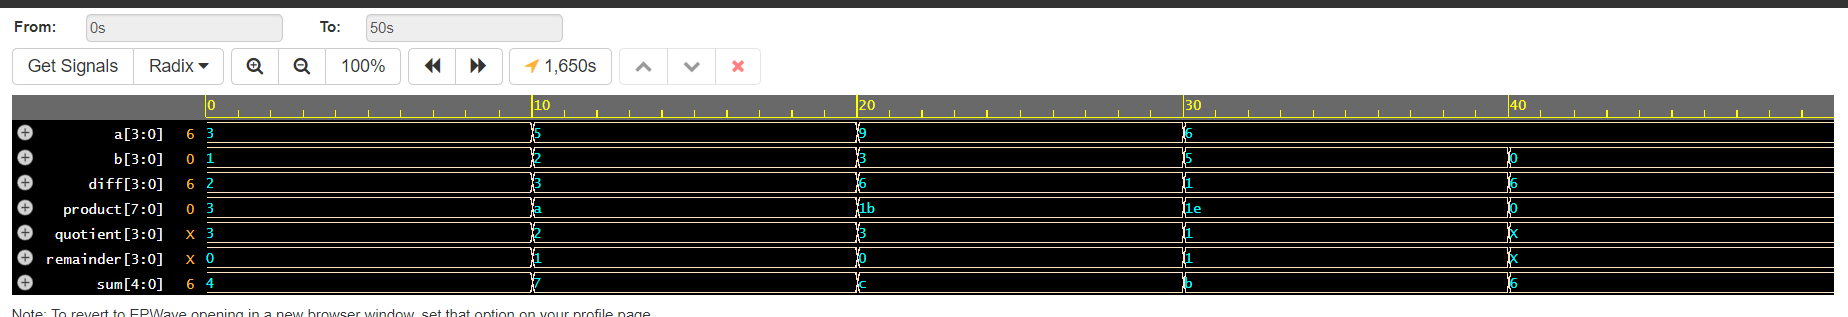 From: 0s To: 50s
Get Signals Radix 100% 1,650s
0 10 20 30 40
a[3:0] 6 3 5 9 6
b[3:0] 0 1 2 3 5 0
diff[3:0] 6 2 3 6 1 6
product[7:0] 0 3 a 1b 1e 0
quotient[3:0] X 3 2 3 1 X
remainder[3:0] X 0 1 0 1 X
sum[4:0] 6 4 7 c b 6
Note: To revert to EPWave opening in a new browser window, set that option on your profile page.